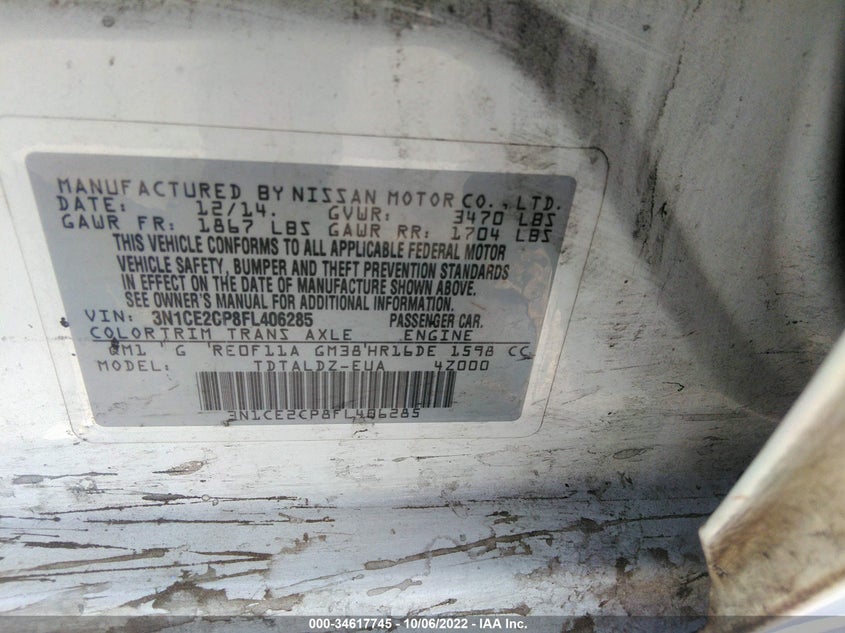 MANUFACTURED BY NISSAN MOTOR CO., LTD.
DATE: 12/14. GVWR: 3470 LBS
GAWR FR: 1867 LBS GAWR RR: 1704 LBS
THIS VEHICLE CONFORMS TO ALL APPLICABLE FEDERAL MOTOR
VEHICLE SAFETY, BUMPER AND THEFT PREVENTION STANDARDS
IN EFFECT ON THE DATE OF MANUFACTURE SHOWN ABOVE.
SEE OWNER'S MANUAL FOR ADDITIONAL INFORMATION.
VIN: 3N1CE2CP8FL406285 PASSENGER CAR.
COLOR TRIM TRANS AXLE ENGINE
QM1 G RE0F11A GM38 HR16DE 1598 CC
MODEL: TDTALDZ-EUA 4Z000
3N1CE2CP8FL406285
000-34617745 | 10/06/2022 - IAA Inc.